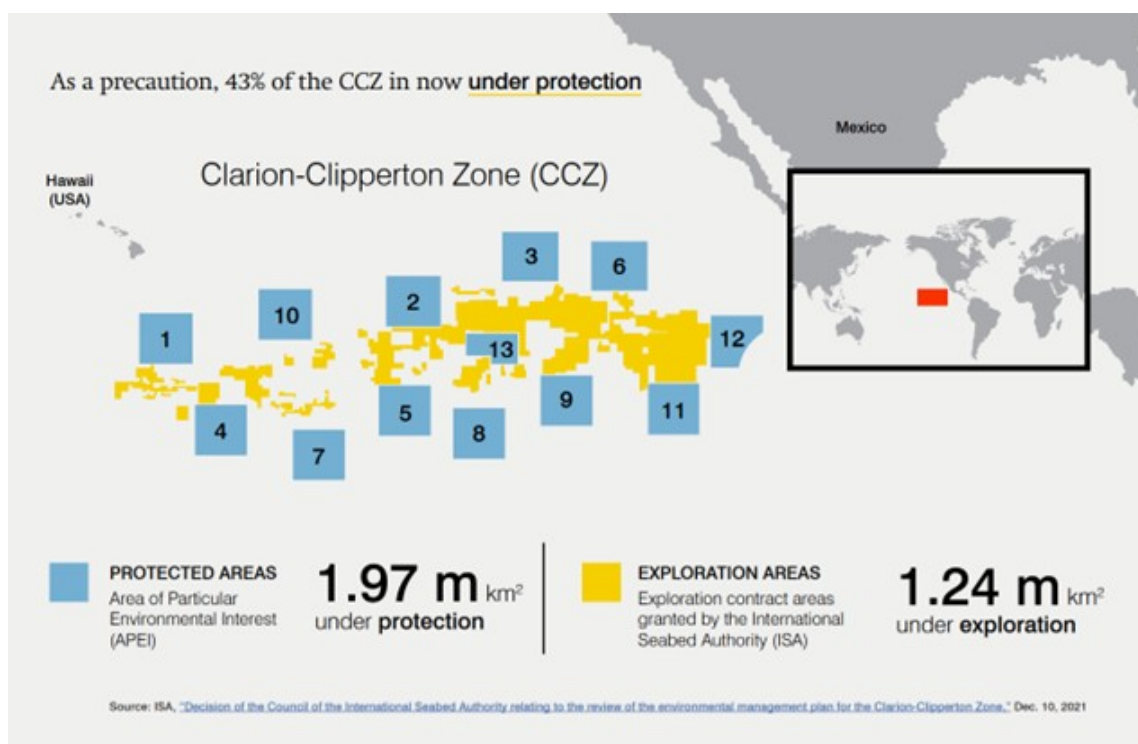 As a precaution, 43% of the CCZ in now under protection
Mexico
Clarion-Clipperton Zone (CCZ)
Hawaii
(USA)
3
6
2
10
1
12
13
9
5
11
4
8
7
PROTECTED AREAS
Area of Particular
Environmental Interest
(APEI)
1.97 m km²
under protection
EXPLORATION AREAS
Exploration contract areas
granted by the International
Seabed Authority (ISA)
1.24 m km²
under exploration
Source: ISA, "Decision of the Council of the International Seabed Authority relating to the review of the environmental management plan for the Clarion-Clipperton Zone," Dec. 10, 2021